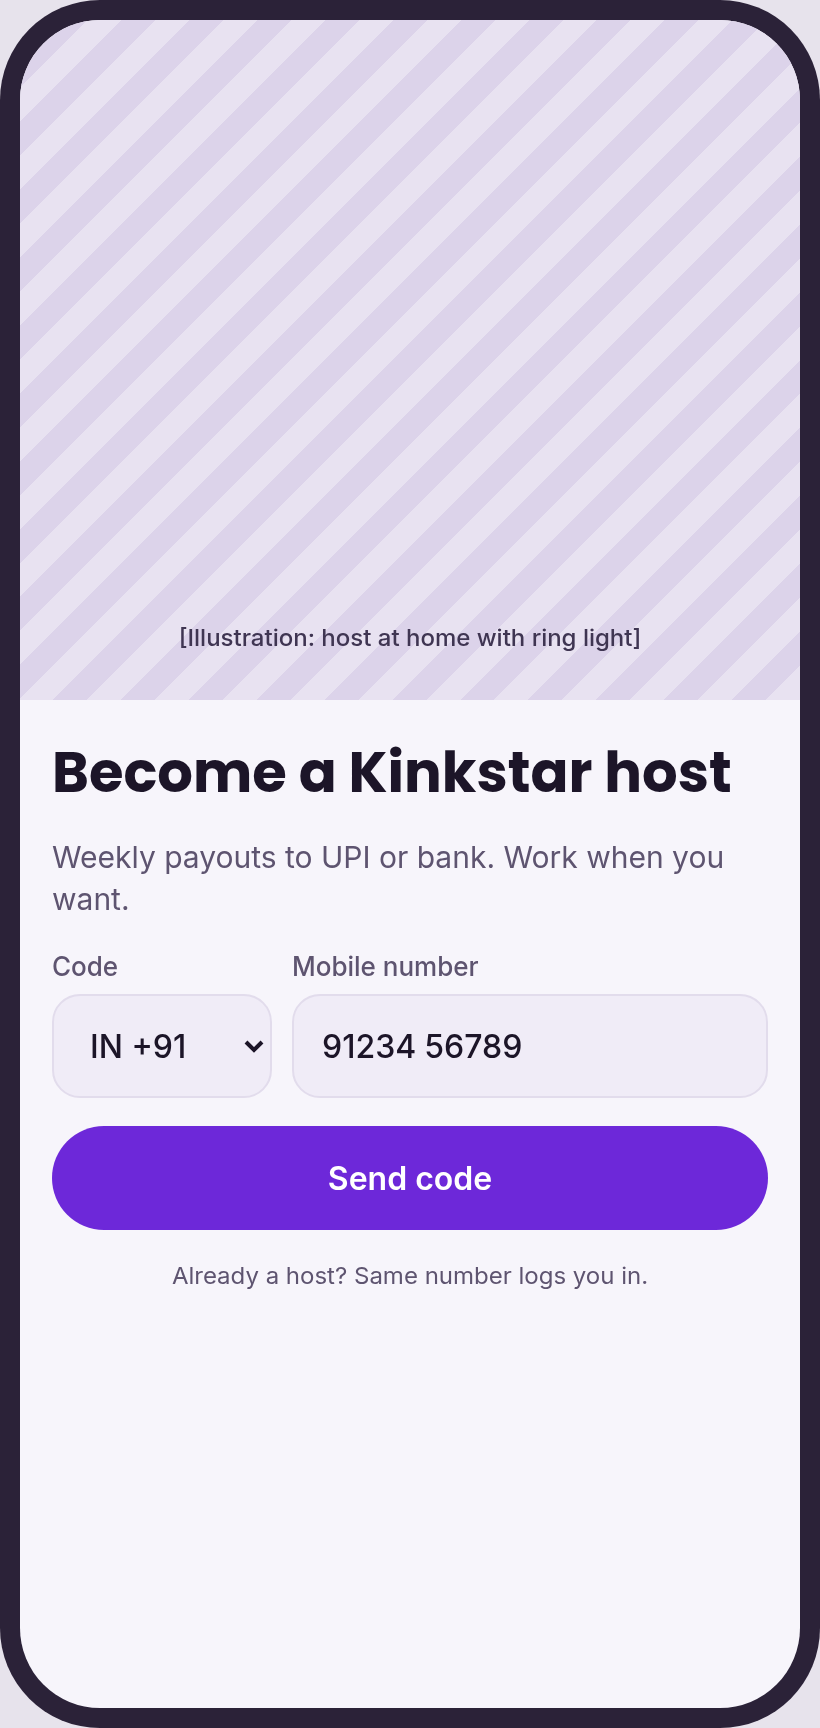 [Illustration: host at home with ring light]
Become a Kinkstar host
Weekly payouts to UPI or bank. Work when you
want.
Code
Mobile number
IN +91
91234 56789
Send code
Already a host? Same number logs you in.